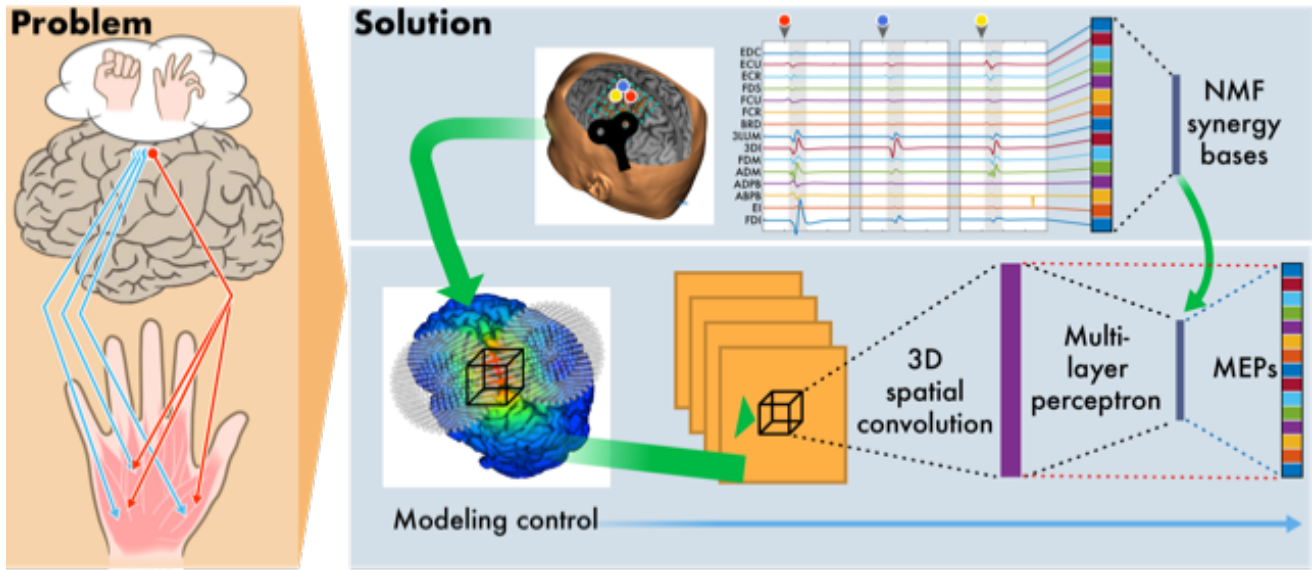 Problem
Solution
EDC
ECU
ECR
FDS
FCU
FCR
BRD
3LUM
3DI
FDM
ADM
ADPB
ABPB
EI
FDI
NMF
synergy
bases
3D
spatial
convolution
Multi-
layer
perceptron
MEPs
Modeling control